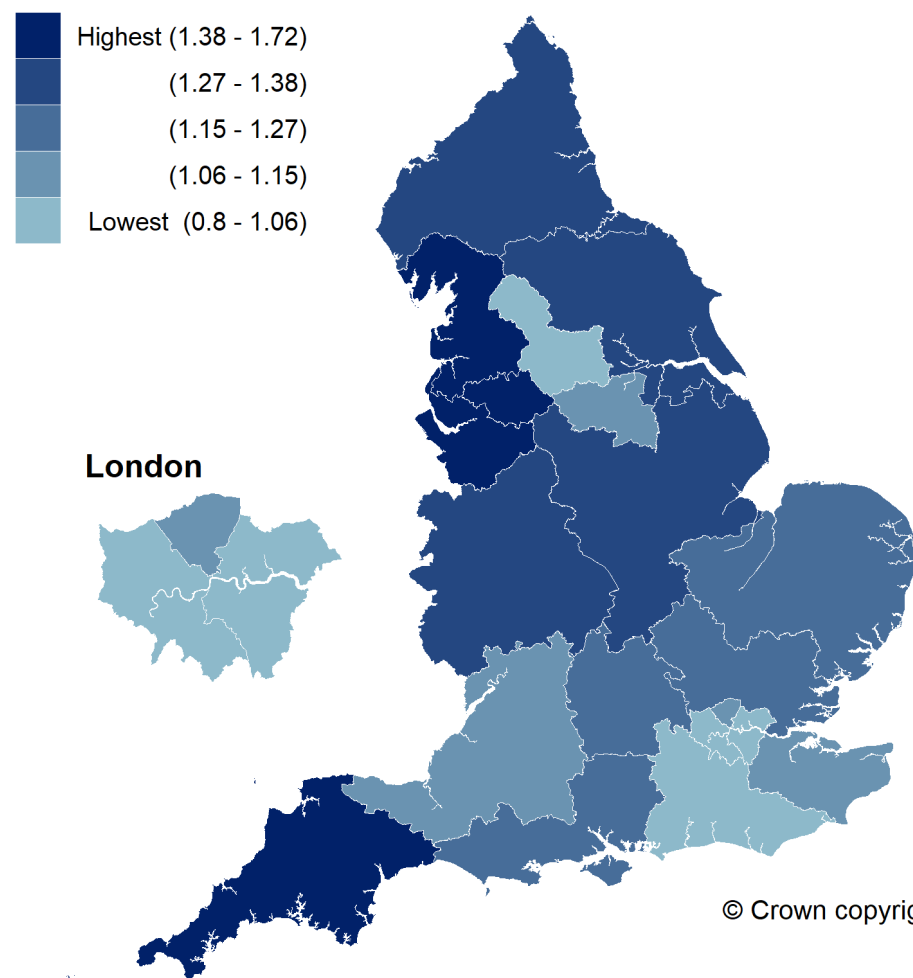 Highest (1.38 - 1.72)
(1.27 - 1.38)
(1.15 - 1.27)
(1.06 - 1.15)
Lowest (0.8 - 1.06)
London
© Crown copyrig